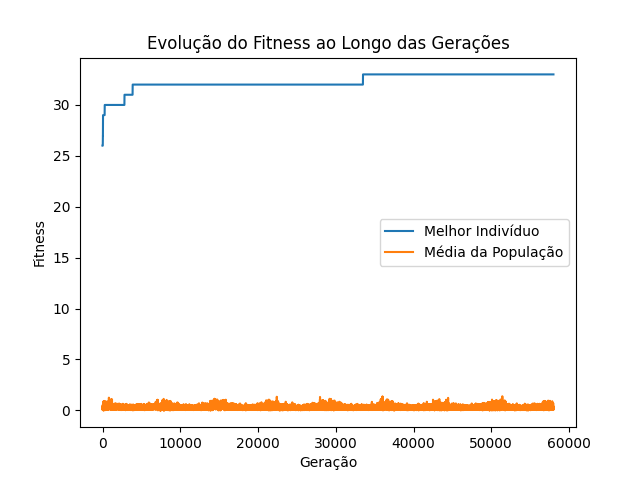 Evolução do Fitness ao Longo das Gerações
Fitness
30
25
20
15
10
5
0
Melhor Indivíduo
Média da População
0 10000 20000 30000 40000 50000 60000
Geração